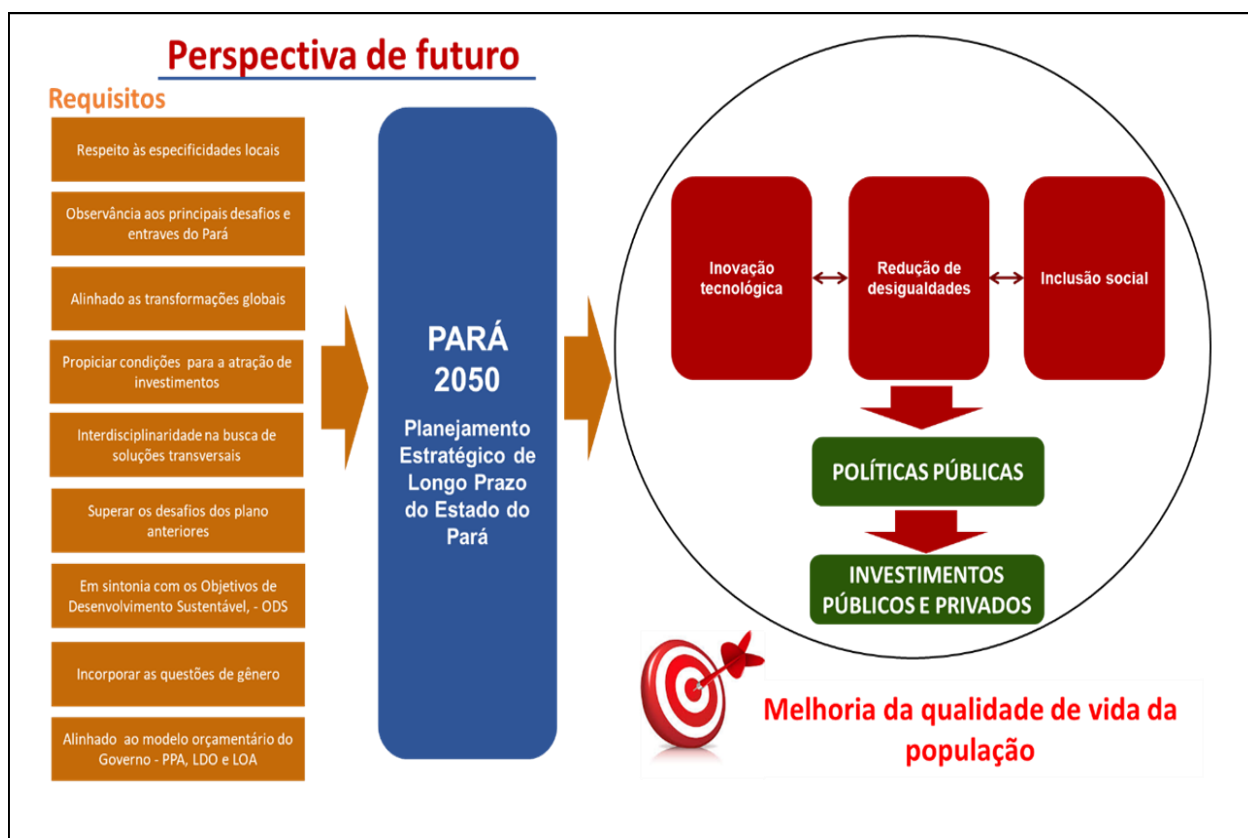 Perspectiva de futuro
Requisitos
Respeito às especificidades locais
Observância aos principais desafios e
entraves do Pará
Alinhado as transformações globais
Propiciar condições para a atração de
investimentos
Interdisciplinaridade na busca de
soluções transversais
Superar os desafios dos plano
anteriores
Em sintonia com os Objetivos de
Desenvolvimento Sustentável, - ODS
Incorporar as questões de gênero
Alinhado ao modelo orçamentário do
Governo - PPA, LDO e LOA
PARÁ
2050
Planejamento
Estratégico de
Longo Prazo
do Estado do
Pará
Inovação
tecnológica
Redução de
desigualdades
Inclusão social
POLÍTICAS PÚBLICAS
INVESTIMENTOS
PÚBLICOS E PRIVADOS
Melhoria da qualidade de vida da
população